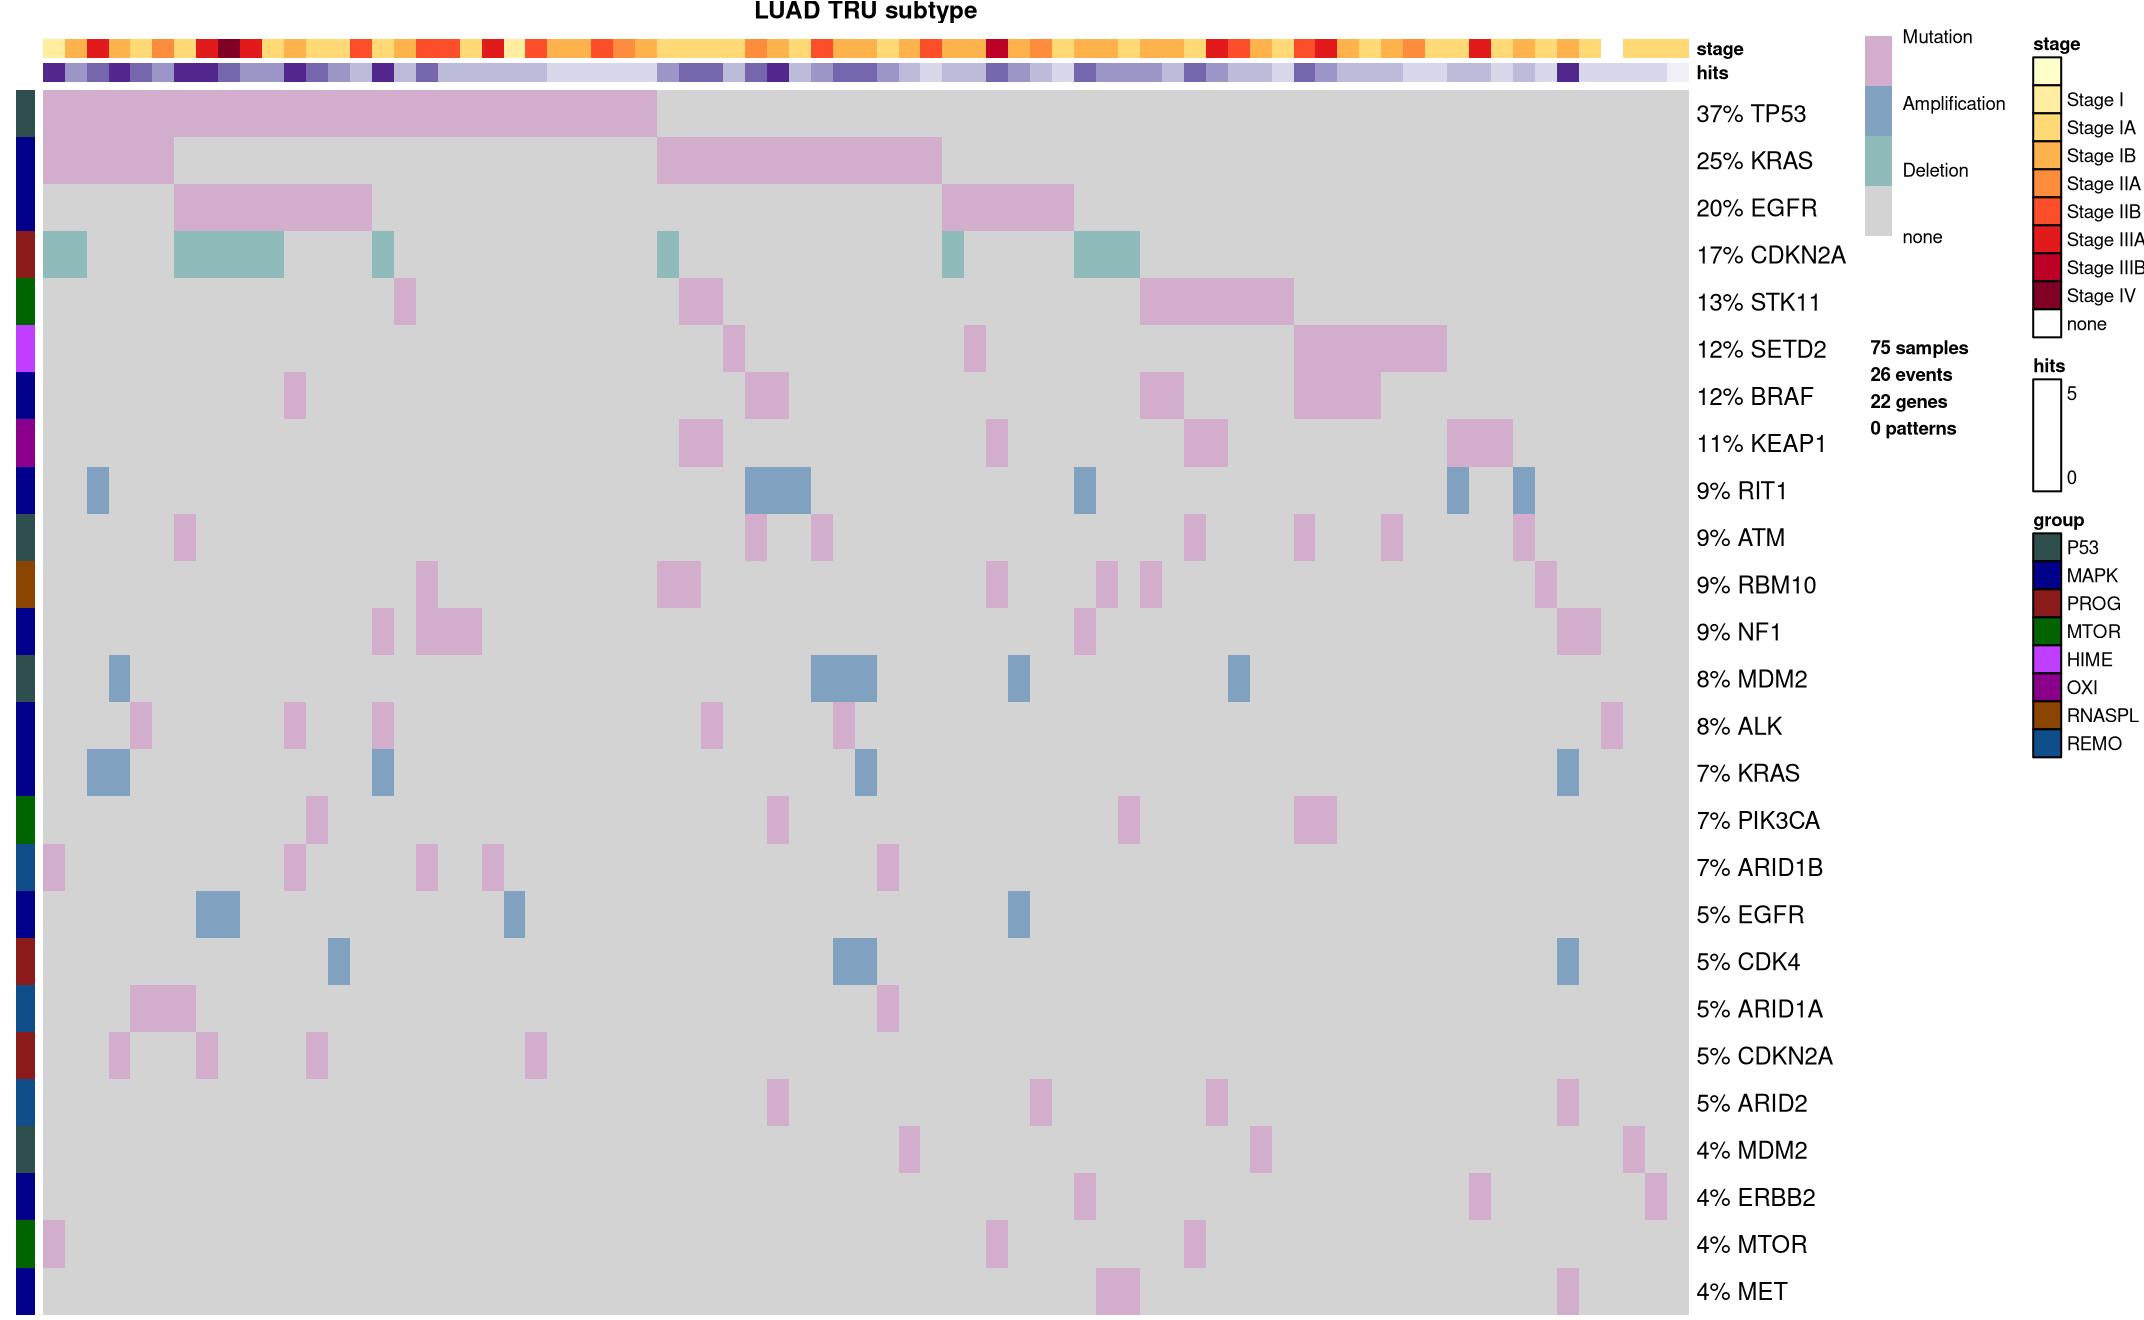 LUAD TRU subtype
stage
hits
37% TP53
25% KRAS
20% EGFR
17% CDKN2A
13% STK11
12% SETD2
12% BRAF
11% KEAP1
9% RIT1
9% ATM
9% RBM10
9% NF1
8% MDM2
8% ALK
7% KRAS
7% PIK3CA
7% ARID1B
5% EGFR
5% CDK4
5% ARID1A
5% CDKN2A
5% ARID2
4% MDM2
4% ERBB2
4% MTOR
4% MET
Mutation
Amplification
Deletion
none
75 samples
26 events
22 genes
0 patterns
stage
Stage I
Stage IA
Stage IB
Stage IIA
Stage IIB
Stage IIIA
Stage IIIB
Stage IV
none
hits
5
0
group
P53
MAPK
PROG
MTOR
HIME
OXI
RNASPL
REMO